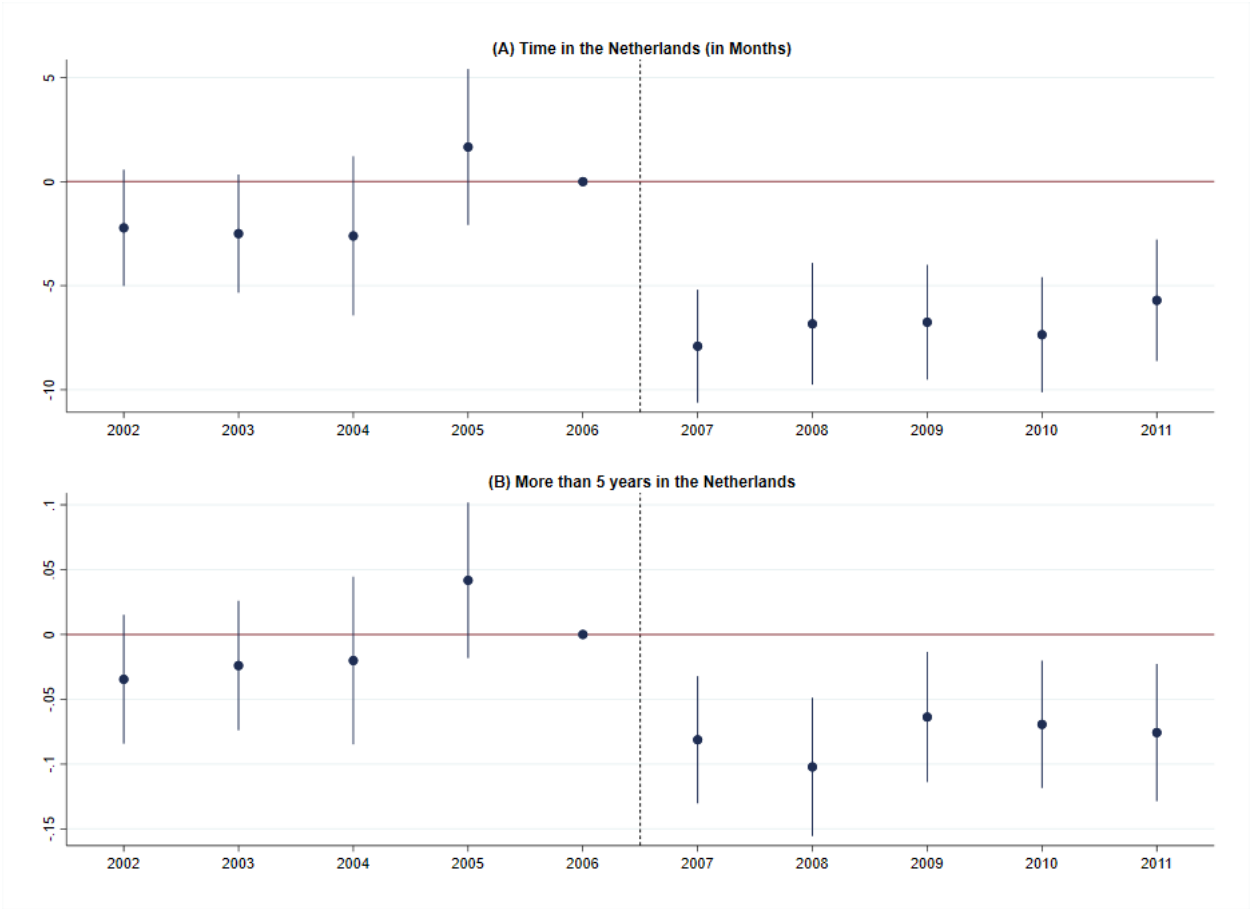 (A) Time in the Netherlands (in Months)
5
0
-5
-10
2002 2003 2004 2005 2006 2007 2008 2009 2010 2011
(B) More than 5 years in the Netherlands
.1
.05
0
-.05
-.1
-.15
2002 2003 2004 2005 2006 2007 2008 2009 2010 2011